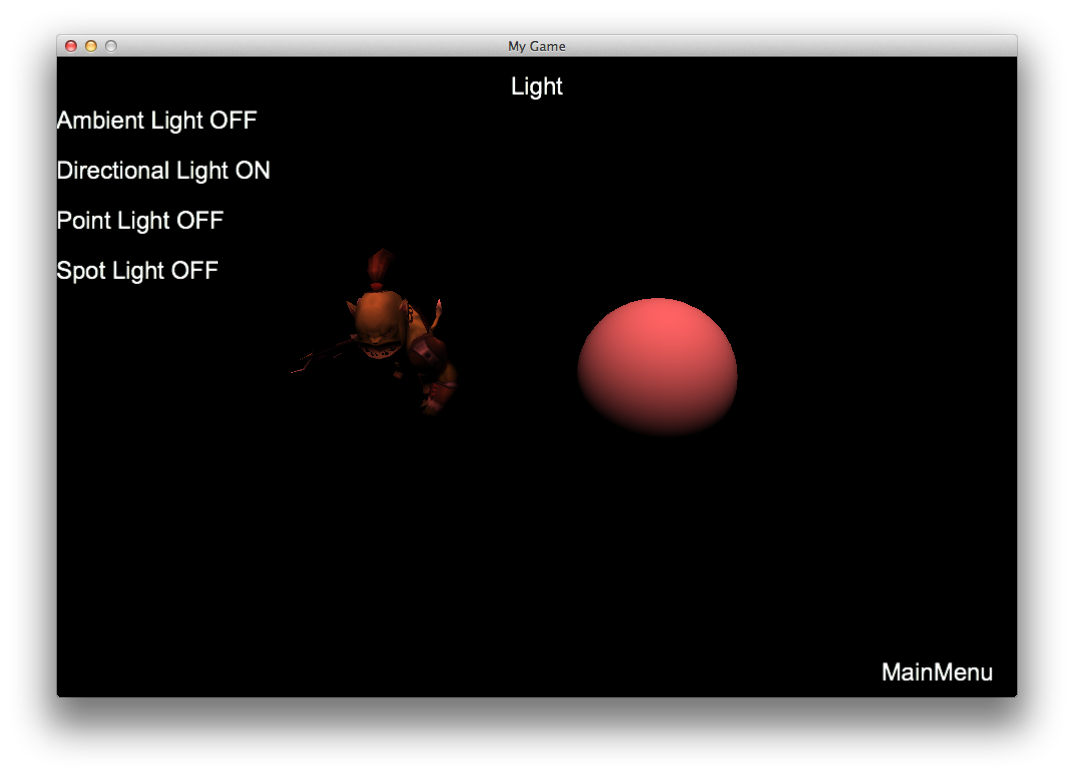 My Game
Light
Ambient Light OFF
Directional Light ON
Point Light OFF
Spot Light OFF
MainMenu